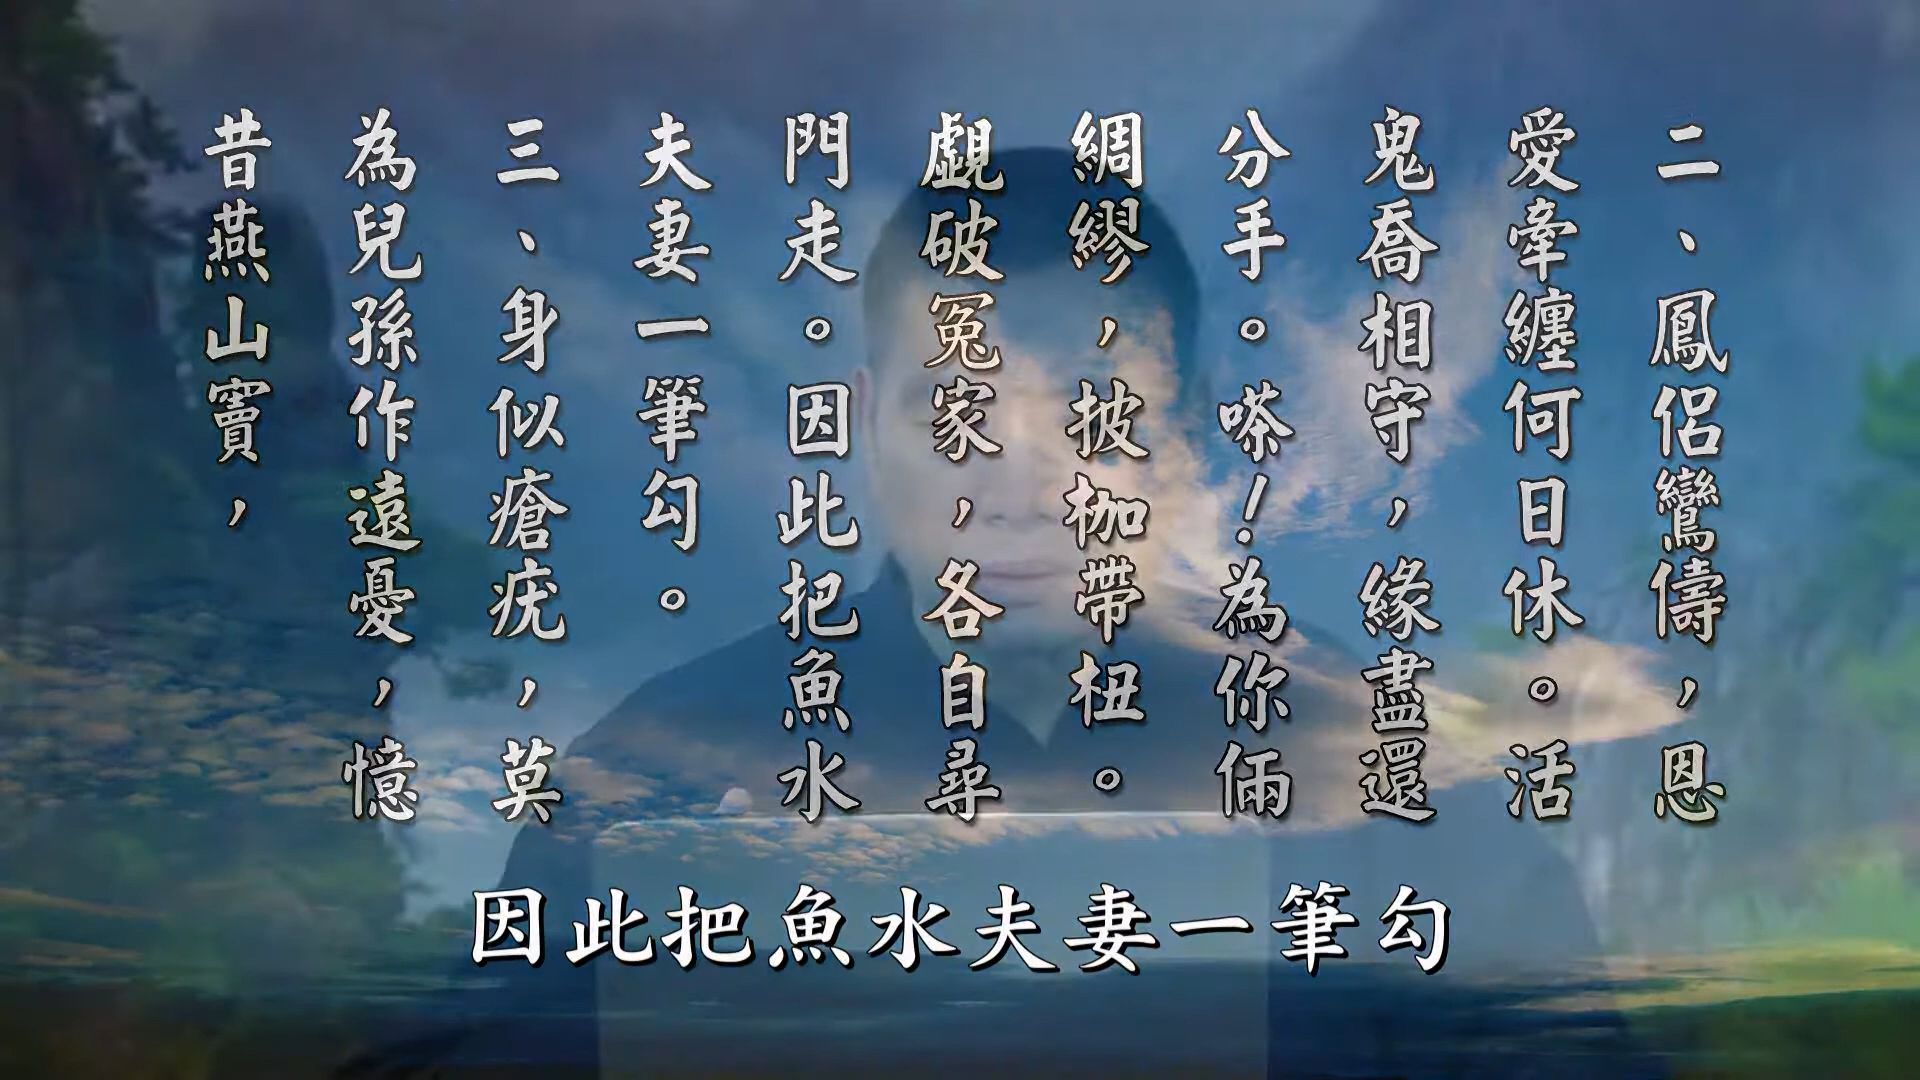 二、鳳侶鸞儔，恩
愛牽纏何日休。活
鬼喬相守，緣盡還
分手。嗏！為你倆
綢繆，披枷帶杻。
覷破冤家，各自尋
門走。因此把魚水
夫妻一筆勾。
三、身似瘡疣，莫
為兒孫作遠憂，憶
昔燕山竇，
因此把魚水夫妻一筆勾